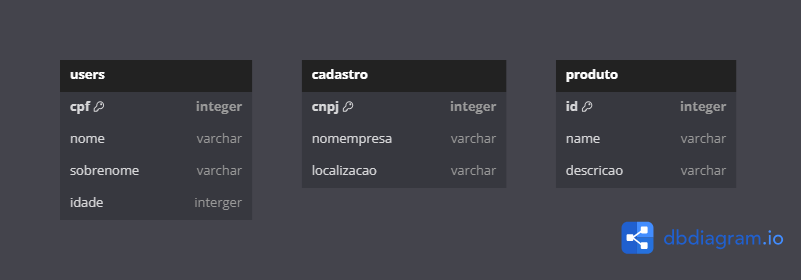 users
cpf integer
nome varchar
sobrenome varchar
idade interger
cadastro
cnpj integer
nomempresa varchar
localizacao varchar
produto
id integer
name varchar
descricao varchar
dbdiagram.io